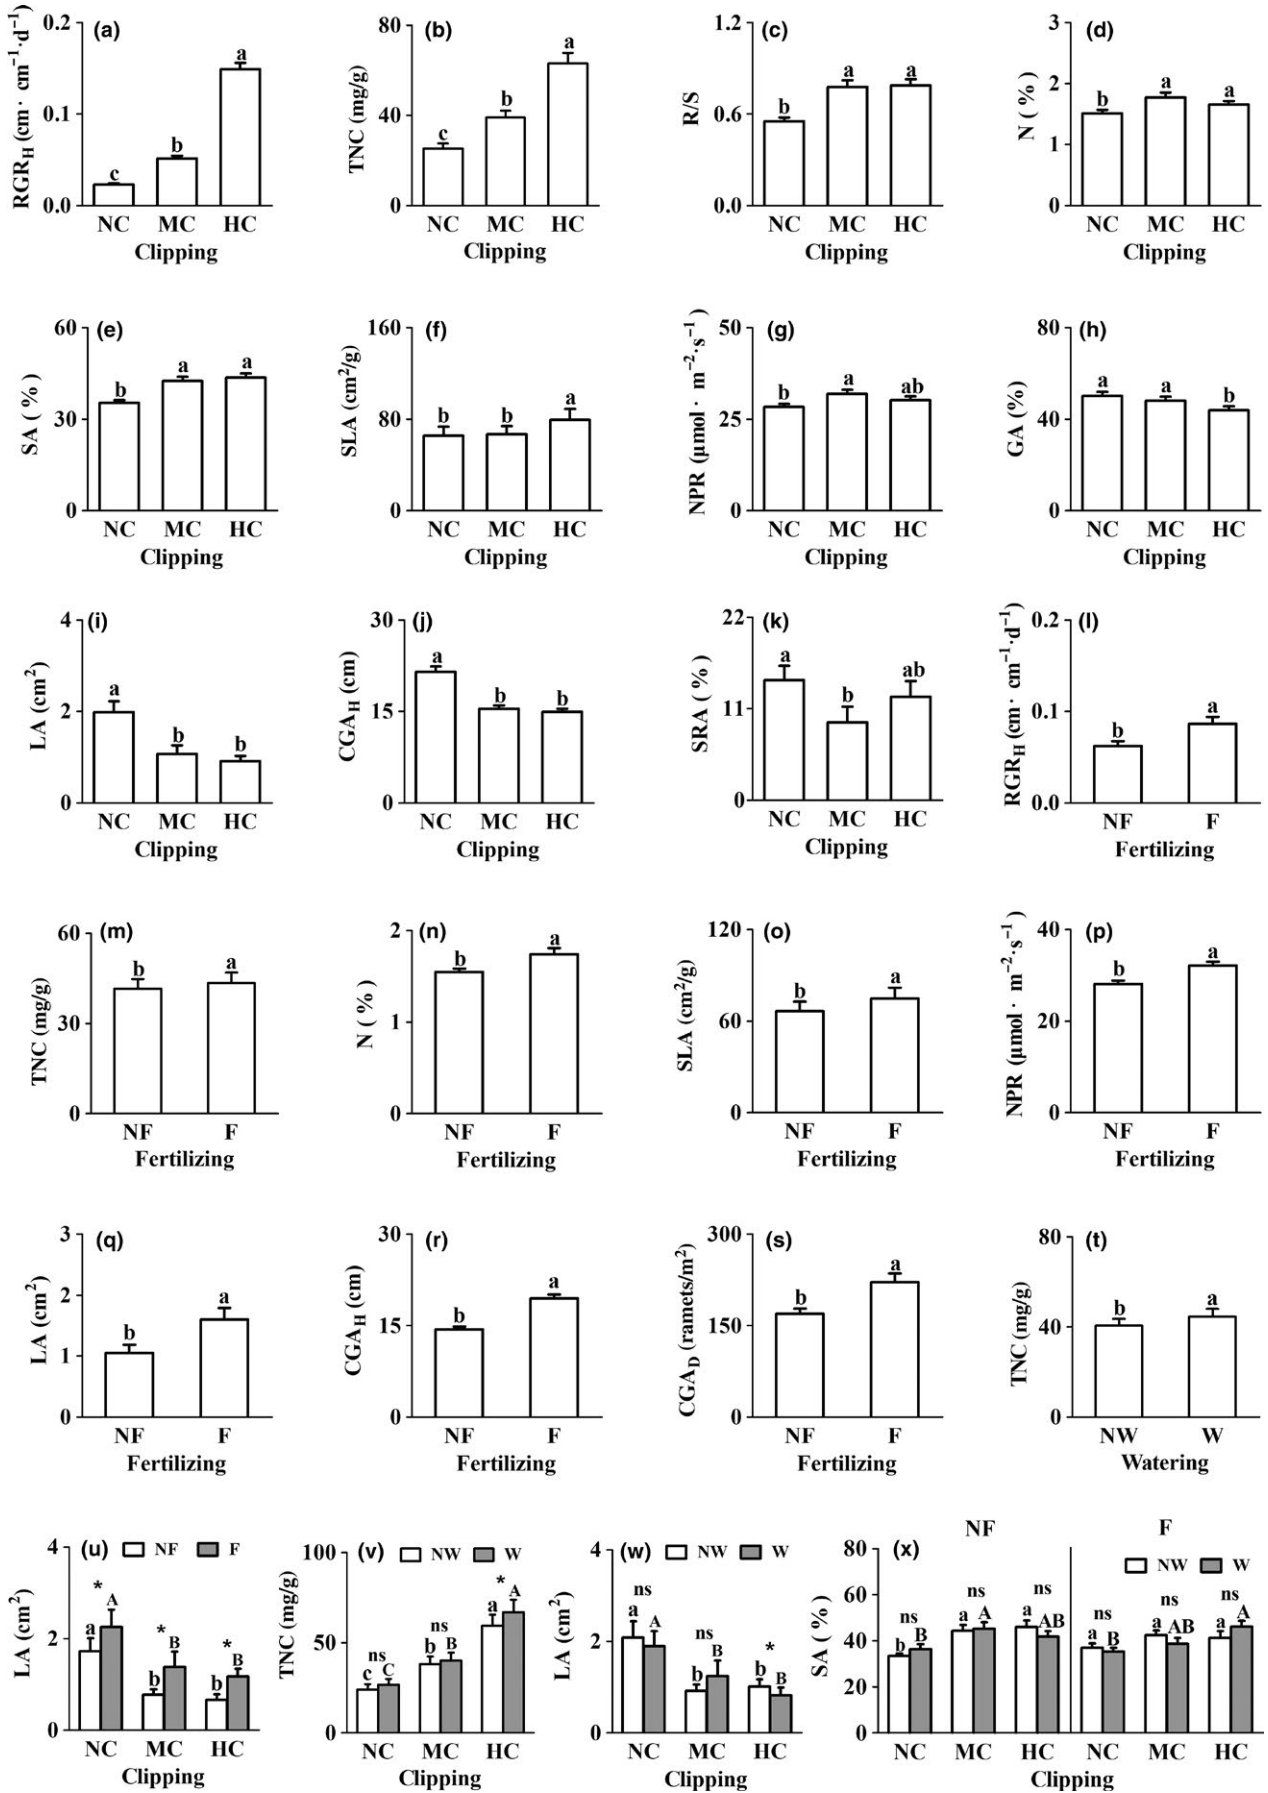 (a)
RGR_H (cm · cm⁻¹·d⁻¹)
0.2
0.1
0.0
c
b
a
NC MC HC
Clipping
(b)
TNC (mg/g)
80
40
0
c
b
a
NC MC HC
Clipping
(c)
R/S
1.2
0.6
0.0
b
a
a
NC MC HC
Clipping
(d)
N ( %)
3
2
1
0
b
a
a
NC MC HC
Clipping
(e)
SA ( % )
60
30
0
b
a
a
NC MC HC
Clipping
(f)
SLA (cm²/g)
160
80
0
b
b
a
NC MC HC
Clipping
(g)
NPR (μmol · m⁻²·s⁻¹ )
50
25
0
b
a
ab
NC MC HC
Clipping
(h)
GA (%)
80
40
0
a
a
b
NC MC HC
Clipping
(i)
LA (cm²)
4
2
0
a
b
b
NC MC HC
Clipping
(j)
CGA_H (cm)
30
15
0
a
b
b
NC MC HC
Clipping
(k)
SRA ( % )
22
11
0
a
b
ab
NC MC HC
Clipping
(l)
RGR_H (cm · cm⁻¹·d⁻¹)
0.2
0.1
0.0
b
a
NF F
Fertilizing
(m)
TNC (mg/g)
60
30
0
b
a
NF F
Fertilizing
(n)
N ( %)
2
1
0
b
a
NF F
Fertilizing
(o)
SLA (cm²/g)
120
60
0
b
a
NF F
Fertilizing
(p)
NPR (μmol · m⁻²·s⁻¹)
40
20
0
b
a
NF F
Fertilizing
(q)
LA (cm²)
3
2
1
0
b
a
NF F
Fertilizing
(r)
CGA_H (cm)
30
15
0
b
a
NF F
Fertilizing
(s)
CGA_D (ramets/m²)
300
150
0
b
a
NF F
Fertilizing
(t)
TNC (mg/g)
80
40
0
b
a
NW W
Watering
(u) NF F
LA (cm²)
4
2
0
* * *
a A b B b B
NC MC HC
Clipping
(v) NW W
TNC (mg/g)
100
50
0
ns ns *
c C b B a A
NC MC HC
Clipping
(w) NW W
LA (cm²)
4
2
0
ns ns *
a A b B b B
NC MC HC
Clipping
NF F
(x) NW W
SA ( %)
80
60
40
20
0
ns ns ns ns ns ns
b B a A a AB a B a AB a A
NC MC HC NC MC HC
Clipping